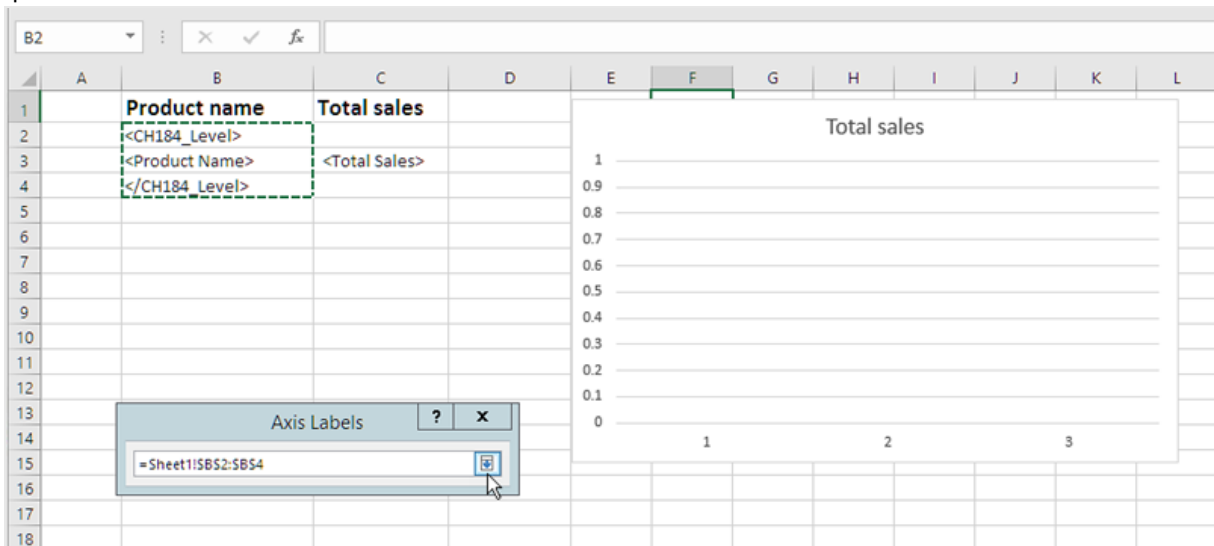 B2 fx
A B C D E F G H I J K L
1 Product name Total sales
2 <CH184_Level>
3 <Product Name> <Total Sales>
4 </CH184_Level>
5
6
7
8
9
10
11
12
13
14
15
16
17
18
Total sales
1
0.9
0.8
0.7
0.6
0.5
0.4
0.3
0.2
0.1
0
1 2 3
Axis Labels ? x
=Sheet1!$B$2:$B$4